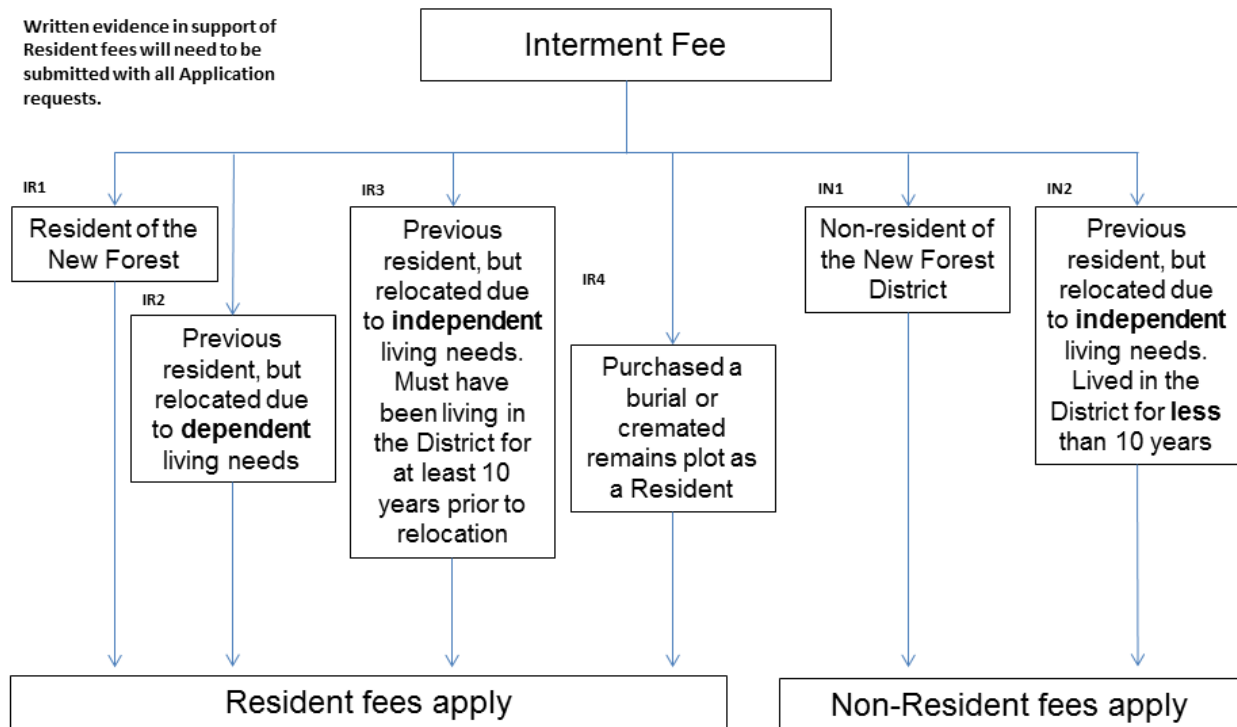 Written evidence in support of
Resident fees will need to be
submitted with all Application
requests.
Interment Fee
IR1
Resident of the
New Forest
IR2
Previous
resident, but
relocated due
to dependent
living needs
IR3
Previous
resident, but
relocated due
to independent
living needs.
Must have
been living in
the District for
at least 10
years prior to
relocation
IR4
Purchased a
burial or
cremated
remains plot as
a Resident
IN1
Non-resident of
the New Forest
District
IN2
Previous
resident, but
relocated due
to independent
living needs.
Lived in the
District for less
than 10 years
Resident fees apply
Non-Resident fees apply